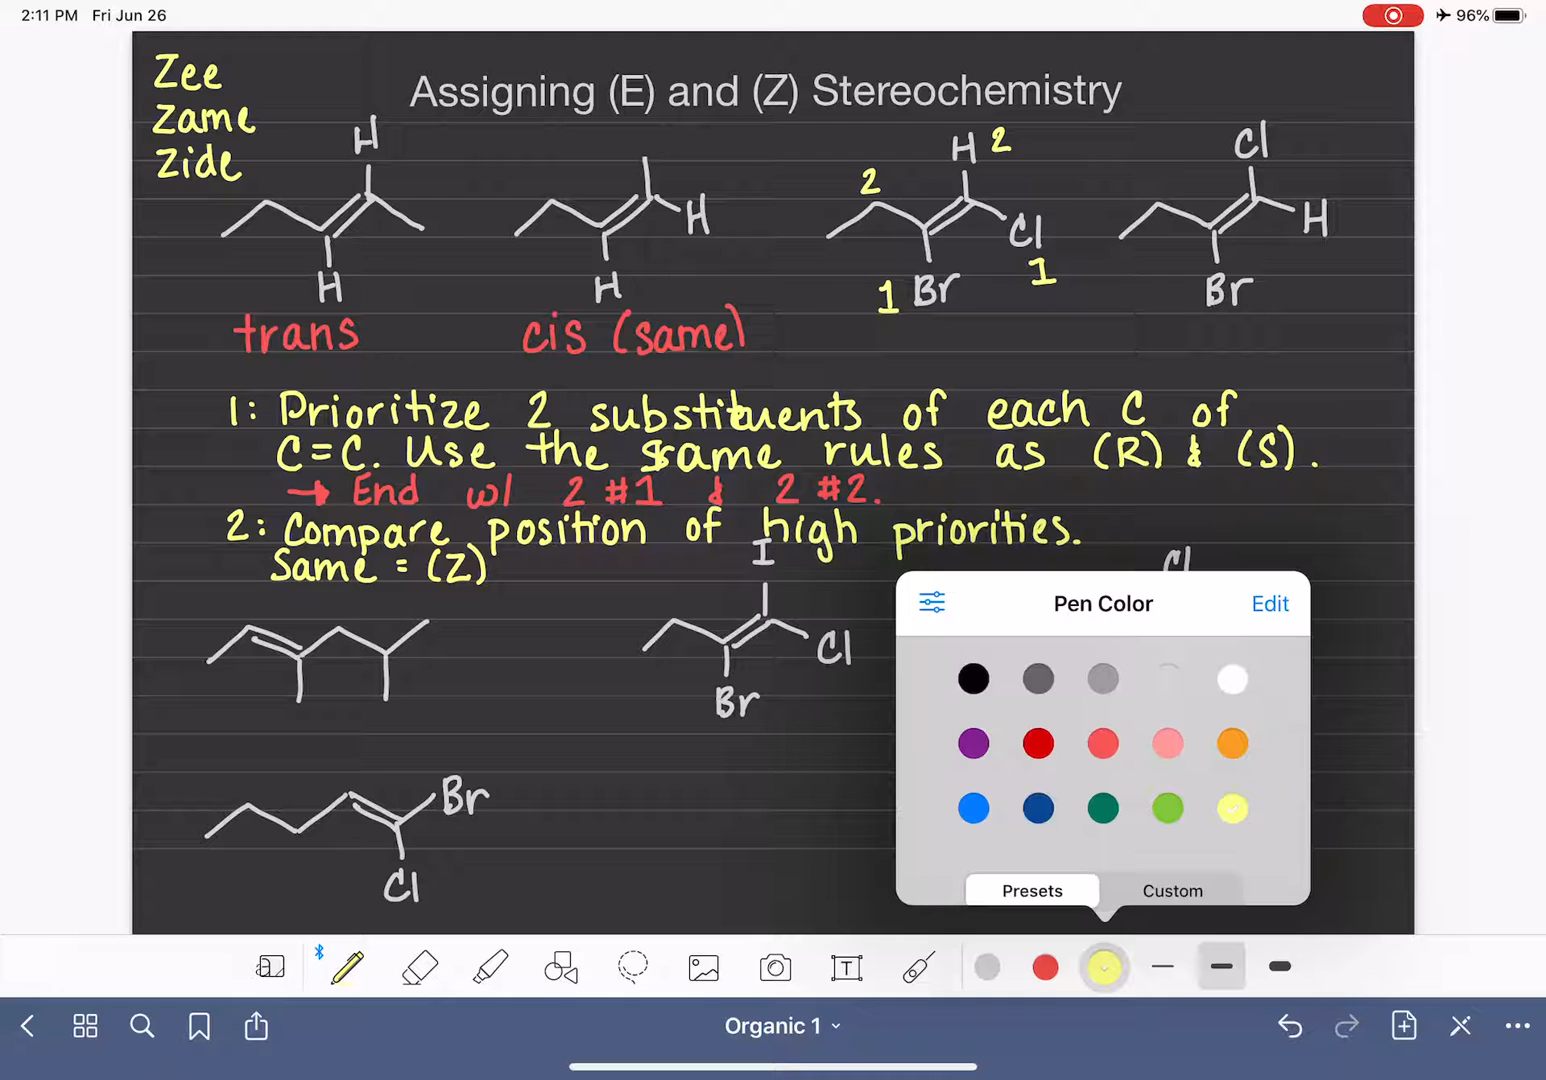 2:11 PM Fri Jun 26
96%
Zee
Zame
Zide
Assigning (E) and (Z) Stereochemistry
H
H
trans
H
H
cis (same)
2
H 2
Cl
1
1 Br
Cl
H
Br
1: Prioritize 2 substituents of each C of
C=C. Use the same rules as (R) & (S).
→ End w/ 2 #1 & 2 #2.
2: Compare position of high priorities.
Same = (Z)
I
Cl
Br
Cl
Br
Cl
Pen Color
Edit
Presets
Custom
T
Organic 1